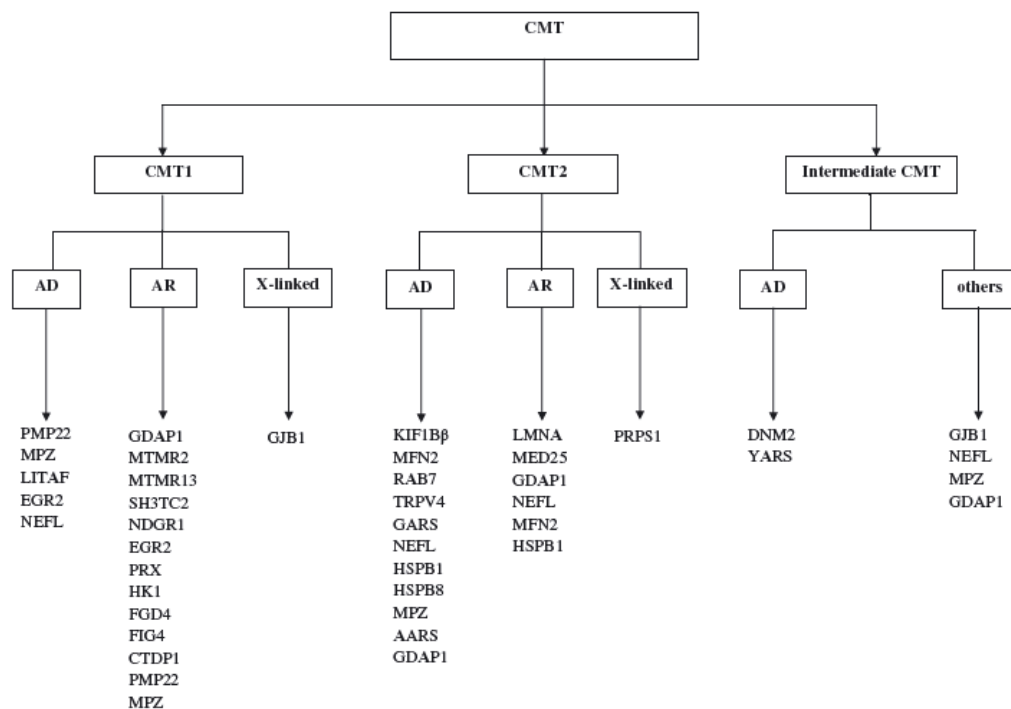 CMT
CMT1
CMT2
Intermediate CMT
AD
AR
X-linked
AD
AR
X-linked
AD
others
PMP22
MPZ
LITAF
EGR2
NEFL
GDAP1
MTMR2
MTMR13
SH3TC2
NDGR1
EGR2
PRX
HK1
FGD4
FIG4
CTDP1
PMP22
MPZ
GJB1
KIF1Bβ
MFN2
RAB7
TRPV4
GARS
NEFL
HSPB1
HSPB8
MPZ
AARS
GDAP1
LMNA
MED25
GDAP1
NEFL
MFN2
HSPB1
PRPS1
DNM2
YARS
GJB1
NEFL
MPZ
GDAP1